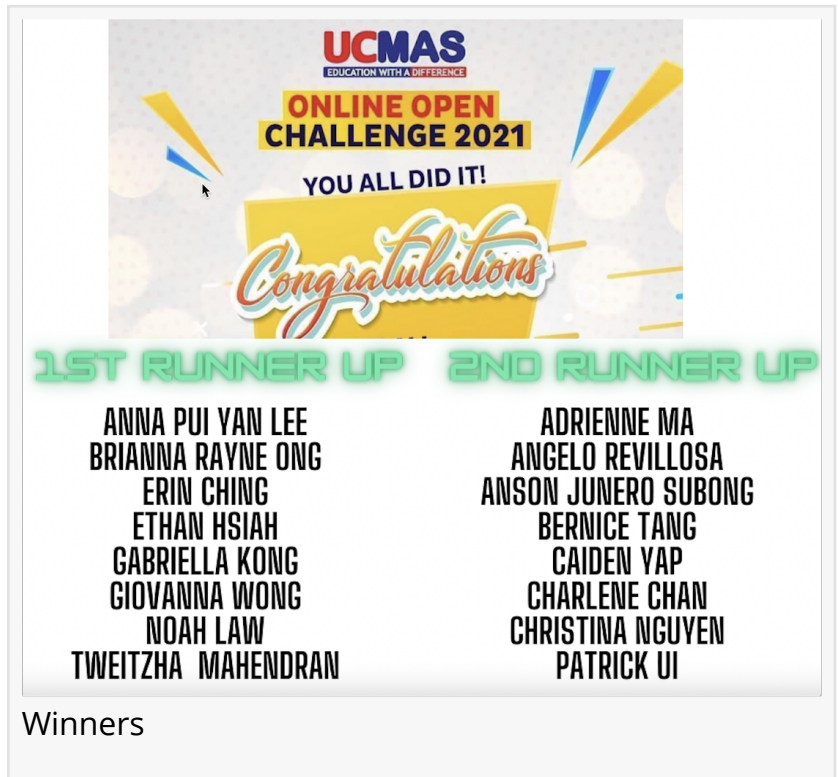 UCMAS
EDUCATION WITH A DIFFERENCE
ONLINE OPEN
CHALLENGE 2021
YOU ALL DID IT!
Congratulations
1ST RUNNER UP
ANNA PUI YAN LEE
BRIANNA RAYNE ONG
ERIN CHING
ETHAN HSIAH
GABRIELLA KONG
GIOVANNA WONG
NOAH LAW
TWEITZHA  MAHENDRAN
2ND RUNNER UP
ADRIENNE MA
ANGELO REVILLOSA
ANSON JUNERO SUBONG
BERNICE TANG
CAIDEN YAP
CHARLENE CHAN
CHRISTINA NGUYEN
PATRICK UI
Winners